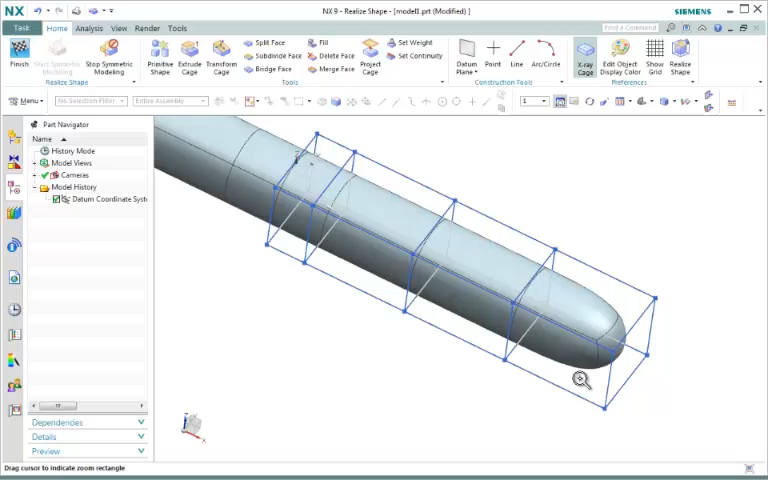 NX
NX 9 - Realize Shape - [model1.prt (Modified) ]
SIEMENS
Task Home Analysis View Render Tools
Find a Command
Finish
Start Symmetric Modeling
Stop Symmetric Modeling
Realize Shape
Primitive Shape
Extrude Cage
Transform Cage
Split Face
Subdivide Face
Bridge Face
Fill
Delete Face
Merge Face
Project Cage
Set Weight
Set Continuity
Tools
Datum Plane
Point
Line
Arc/Circle
Construction Tools
X-ray Cage
Edit Object Display Color
Show Grid
Realize Shape
Preferences
Menu
No Selection Filter
Entire Assembly
1
Part Navigator
Name
History Mode
Model Views
Cameras
Model History
Datum Coordinate Syst
Dependencies
Details
Preview
X
Drag cursor to indicate zoom rectangle